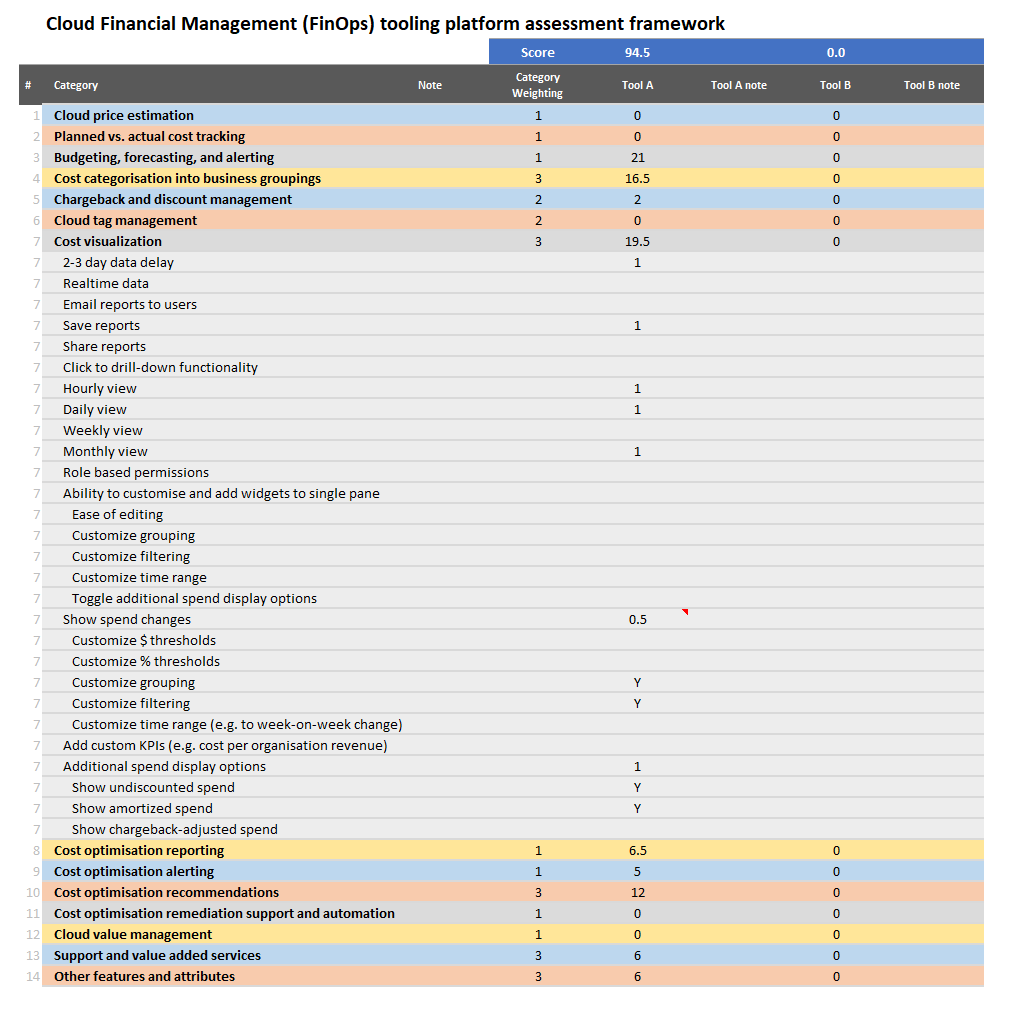 Cloud Financial Management (FinOps) tooling platform assessment framework
Score 94.5 0.0
# Category Note Category Weighting Tool A Tool A note Tool B Tool B note
1 Cloud price estimation 1 0 0
2 Planned vs. actual cost tracking 1 0 0
3 Budgeting, forecasting, and alerting 1 21 0
4 Cost categorisation into business groupings 3 16.5 0
5 Chargeback and discount management 2 2 0
6 Cloud tag management 2 0 0
7 Cost visualization 3 19.5 0
7 2-3 day data delay 1
7 Realtime data
7 Email reports to users
7 Save reports 1
7 Share reports
7 Click to drill-down functionality
7 Hourly view 1
7 Daily view 1
7 Weekly view
7 Monthly view 1
7 Role based permissions
7 Ability to customise and add widgets to single pane
7 Ease of editing
7 Customize grouping
7 Customize filtering
7 Customize time range
7 Toggle additional spend display options
7 Show spend changes 0.5
7 Customize $ thresholds
7 Customize % thresholds
7 Customize grouping Y
7 Customize filtering Y
7 Customize time range (e.g. to week-on-week change)
7 Add custom KPIs (e.g. cost per organisation revenue)
7 Additional spend display options 1
7 Show undiscounted spend Y
7 Show amortized spend Y
7 Show chargeback-adjusted spend
8 Cost optimisation reporting 1 6.5 0
9 Cost optimisation alerting 1 5 0
10 Cost optimisation recommendations 3 12 0
11 Cost optimisation remediation support and automation 1 0 0
12 Cloud value management 1 0 0
13 Support and value added services 3 6 0
14 Other features and attributes 3 6 0